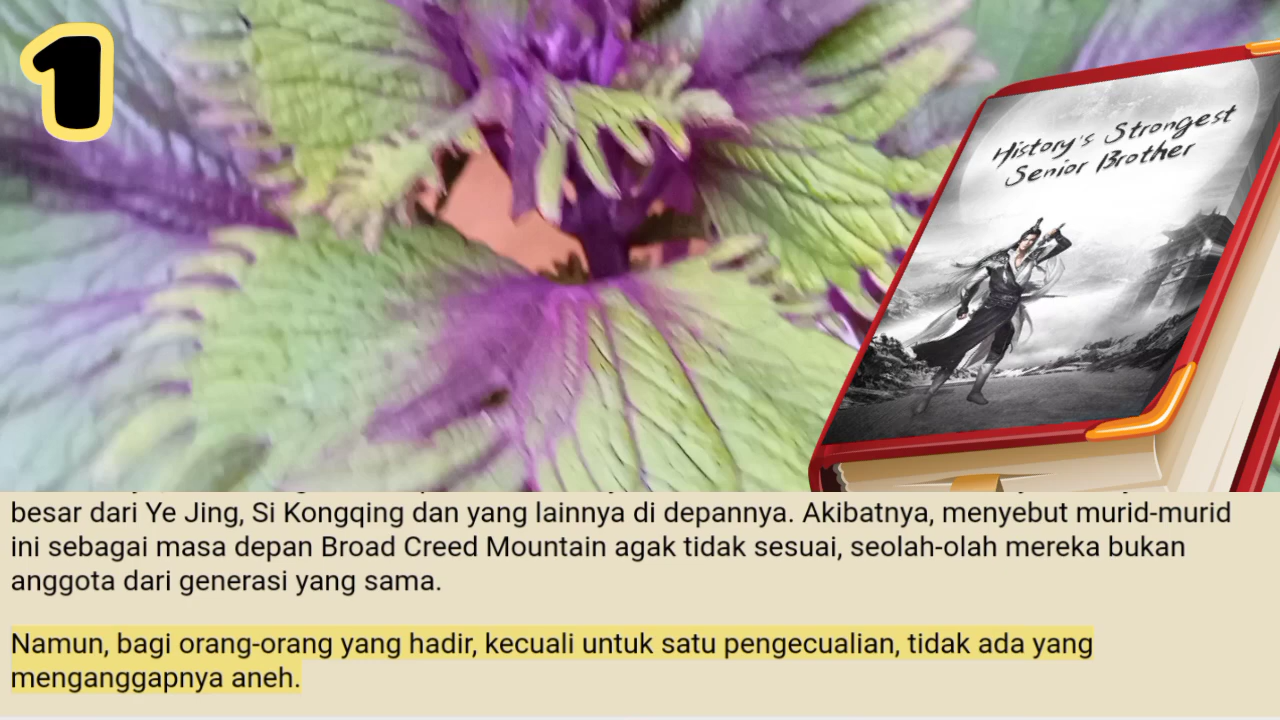 1
History's Strongest
Senior Brother
besar dari Ye Jing, Si Kongqing dan yang lainnya di depannya. Akibatnya, menyebut murid-murid
ini sebagai masa depan Broad Creed Mountain agak tidak sesuai, seolah-olah mereka bukan
anggota dari generasi yang sama.
Namun, bagi orang-orang yang hadir, kecuali untuk satu pengecualian, tidak ada yang
menganggapnya aneh.